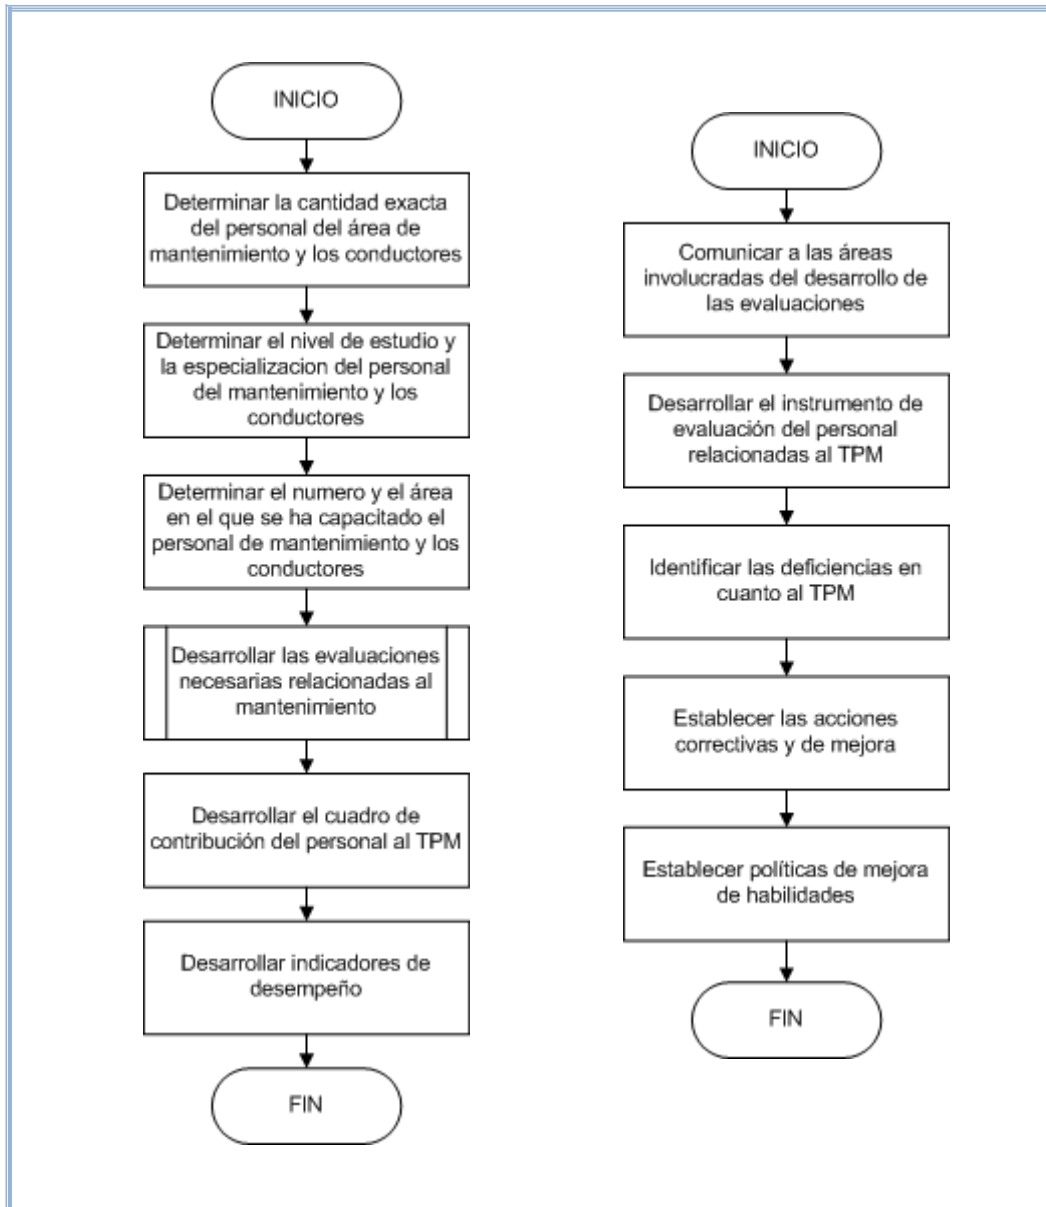 INICIO
Determinar la cantidad exacta
del personal del área de
mantenimiento y los conductores
Determinar el nivel de estudio y
la especializacion del personal
del mantenimiento y los
conductores
Determinar el numero y el área
en el que se ha capacitado el
personal de mantenimiento y los
conductores
Desarrollar las evaluaciones
necesarias relacionadas al
mantenimiento
Desarrollar el cuadro de
contribución del personal al TPM
Desarrollar indicadores de
desempeño
FIN
INICIO
Comunicar a las áreas
involucradas del desarrollo de
las evaluaciones
Desarrollar el instrumento de
evaluación del personal
relacionadas al TPM
Identificar las deficiencias en
cuanto al TPM
Establecer las acciones
correctivas y de mejora
Establecer políticas de mejora
de habilidades
FIN